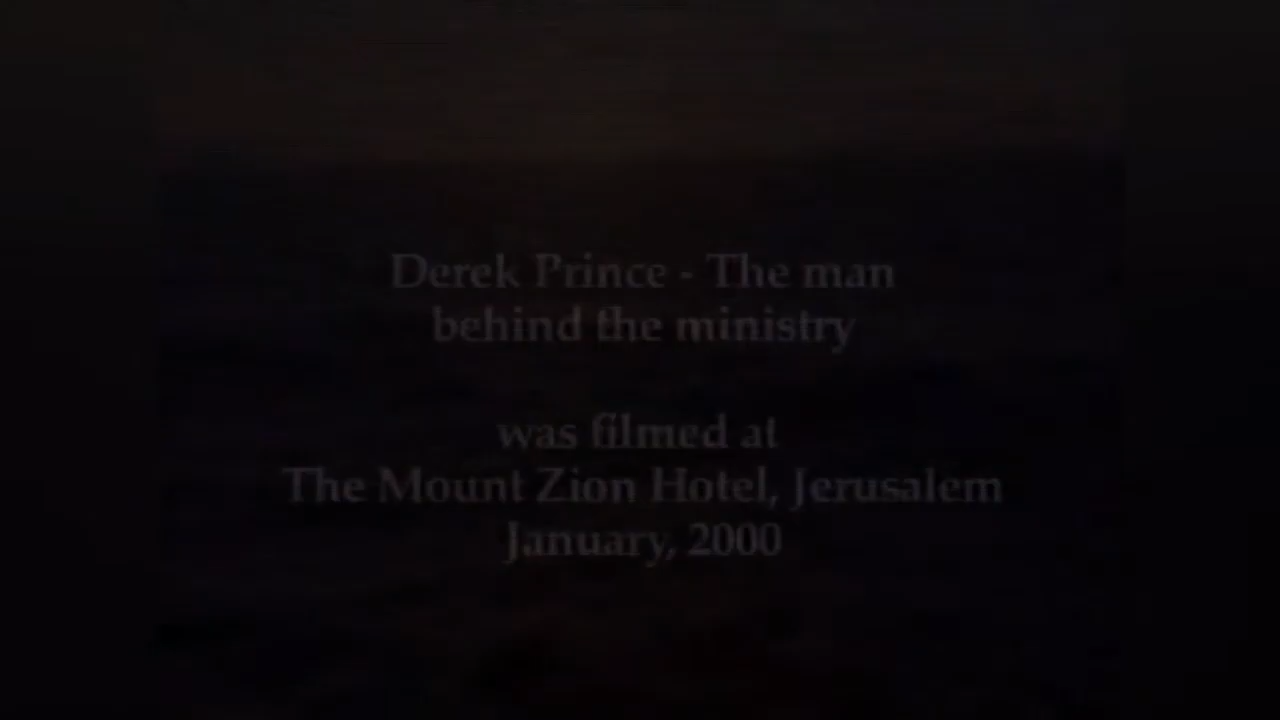 Derek Prince - The man
behind the ministry
was filmed at
The Mount Zion Hotel, Jerusalem
January, 2000